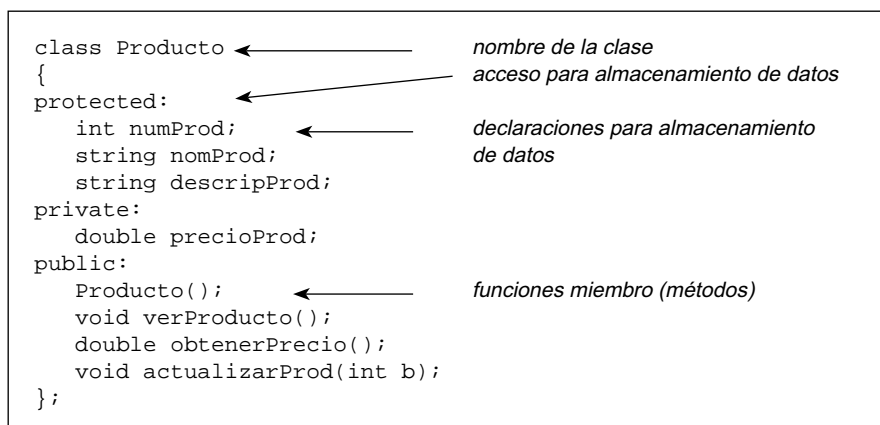 class Producto nombre de la clase
{ acceso para almacenamiento de datos
protected:
int numProd; declaraciones para almacenamiento
string nomProd; de datos
string descripProd;
private:
double precioProd;
public:
Producto(); funciones miembro (métodos)
void verProducto();
double obtenerPrecio();
void actualizarProd(int b);
};